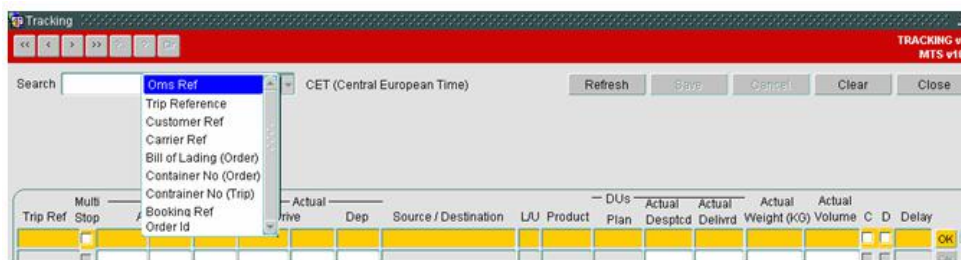 Tracking
<< < > >>
TRACKING
MTS
Search
CET (Central European Time)
Refresh
Save
Cancel
Clear
Close
Oms Ref
Trip Reference
Customer Ref
Carrier Ref
Bill of Lading (Order)
Container No (Order)
Contrainer No (Trip)
Booking Ref
Order Id
Multi Actual DUs Actual Actual Actual Actual
Trip Ref Stop Dep Source / Destination L/U Product Plan Desptcd Delivrd Weight (KG) Volume C D Delay
OK